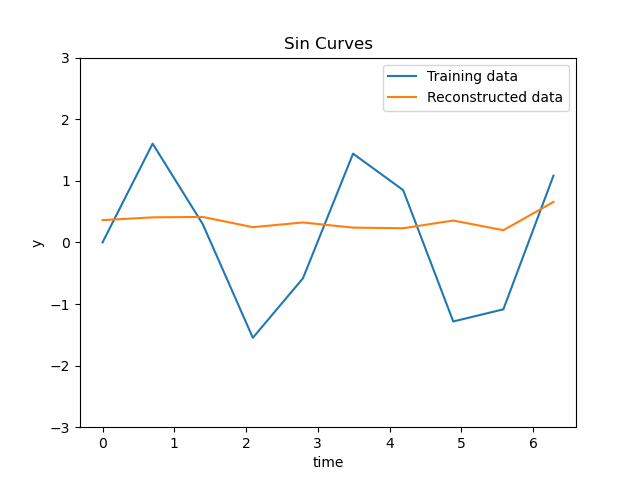 Sin Curves
Training data
Reconstructed data
3
2
1
0
−1
−2
−3
y
0 1 2 3 4 5 6
time